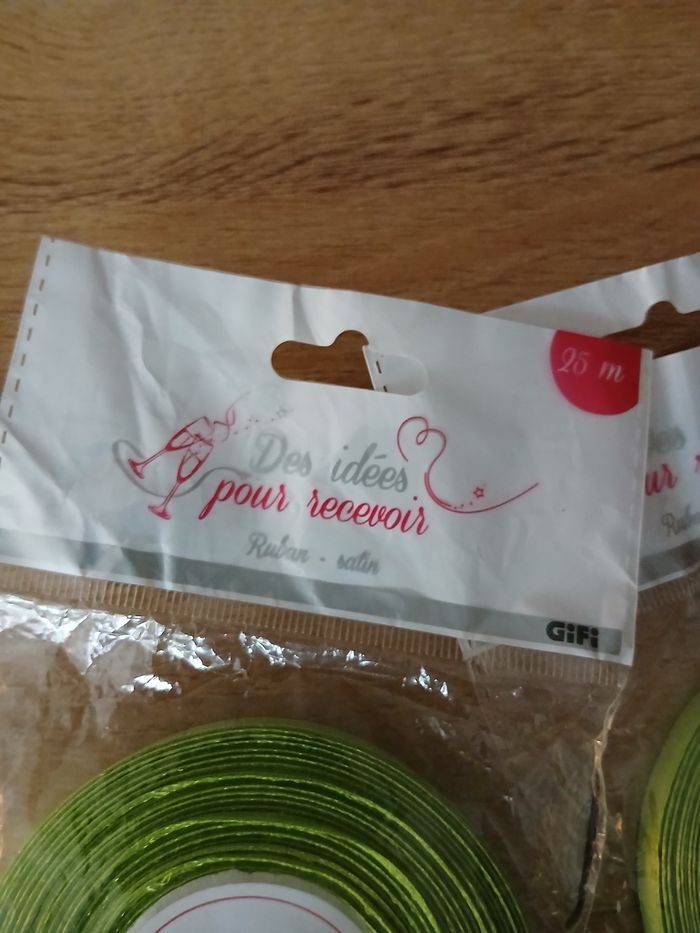 25 m
Des idées
pour recevoir
Ruban - satin
GiFi